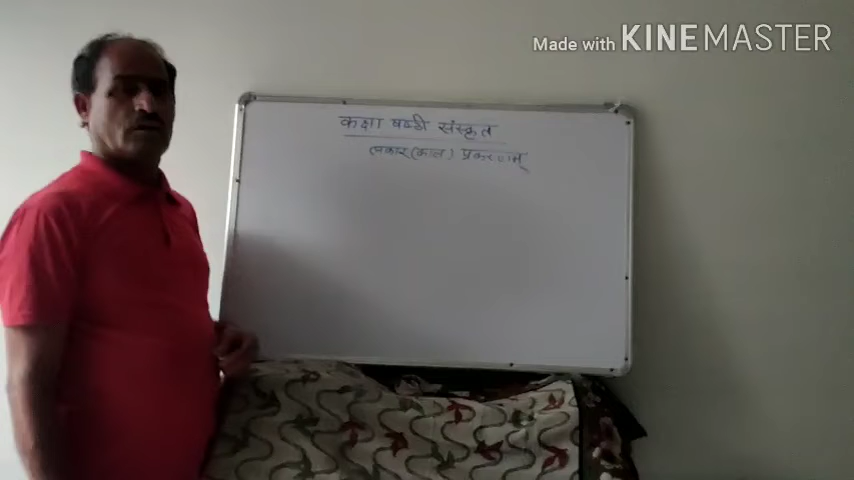 Made with KINEMASTER
कक्षा षष्ठी संस्कृत
लकार (काल) प्रकरणम्